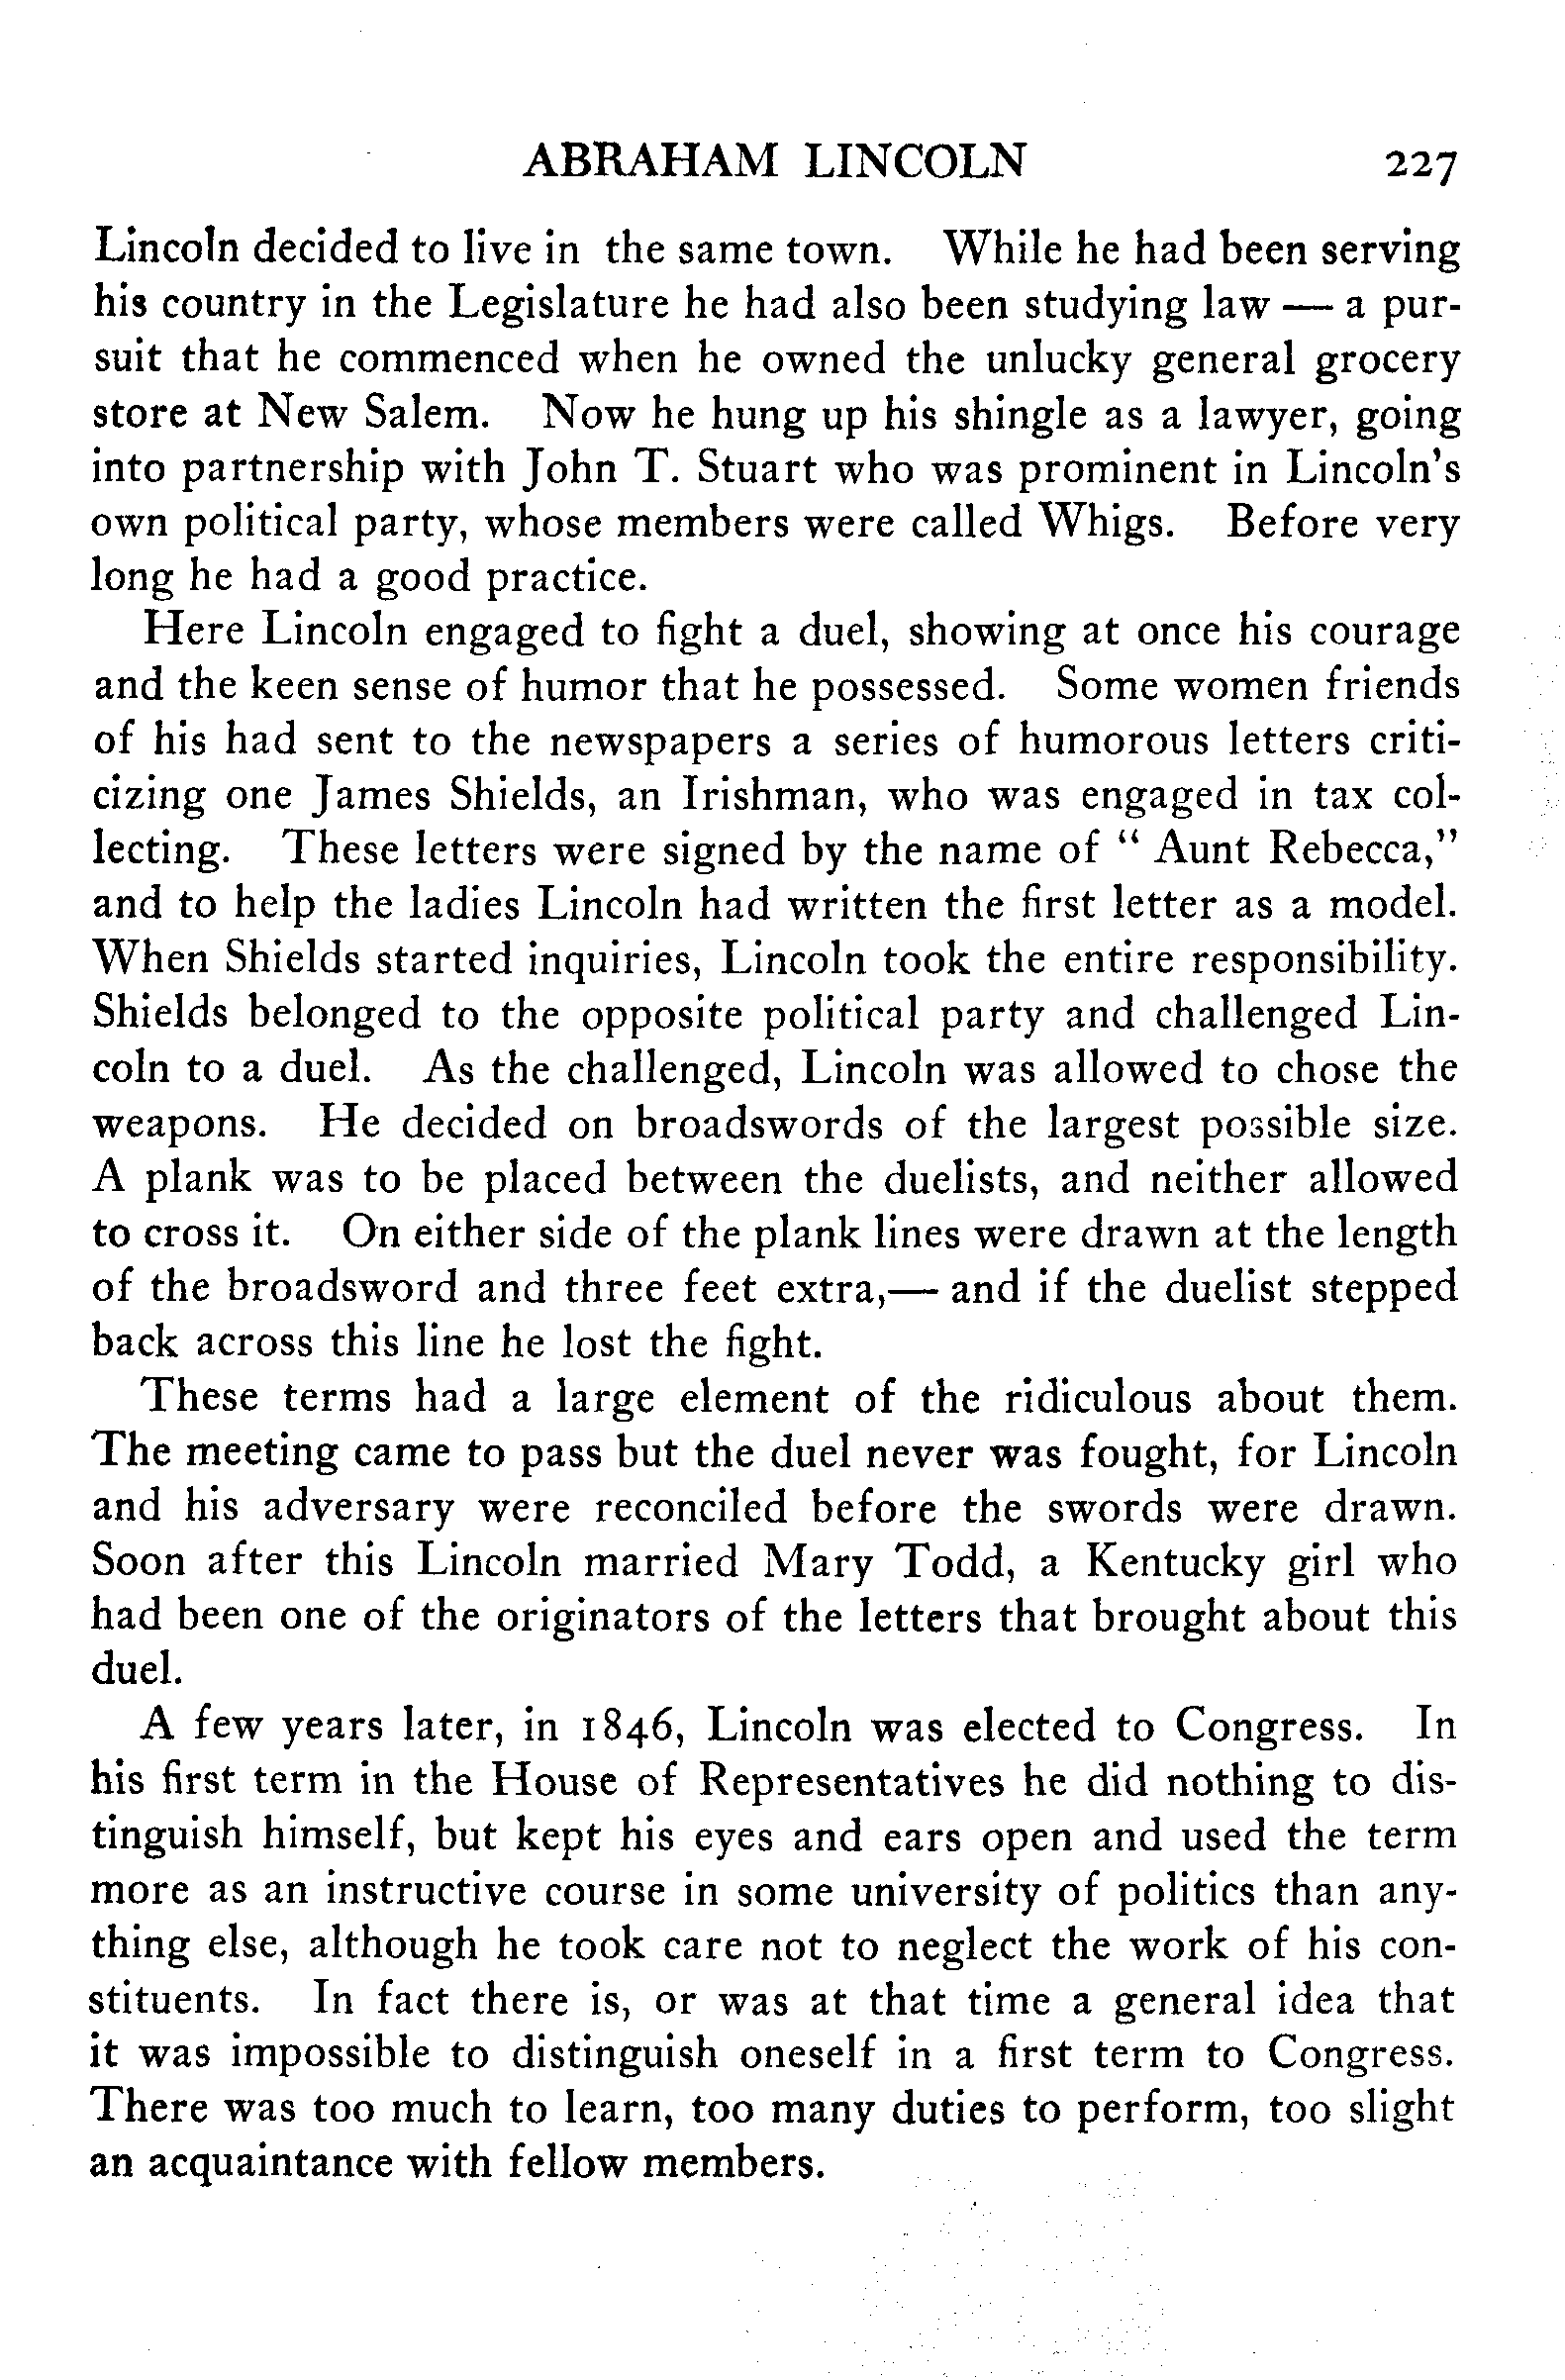 ABRAHAM LINCOLN 227
Lincoln decided to live in the same town. While he had been serving
his country in the Legislature he had also been studying law — a pur-
suit that he commenced when he owned the unlucky general grocery
store at New Salem. Now he hung up his shingle as a lawyer, going
into partnership with John T. Stuart who was prominent in Lincoln's
own political party, whose members were called Whigs. Before very
long he had a good practice.
Here Lincoln engaged to fight a duel, showing at once his courage
and the keen sense of humor that he possessed. Some women friends
of his had sent to the newspapers a series of humorous letters criti-
cizing one James Shields, an Irishman, who was engaged in tax col-
lecting. These letters were signed by the name of " Aunt Rebecca,"
and to help the ladies Lincoln had written the first letter as a model.
When Shields started inquiries, Lincoln took the entire responsibility.
Shields belonged to the opposite political party and challenged Lin-
coln to a duel. As the challenged, Lincoln was allowed to chose the
weapons. He decided on broadswords of the largest possible size.
A plank was to be placed between the duelists, and neither allowed
to cross it. On either side of the plank lines were drawn at the length
of the broadsword and three feet extra,— and if the duelist stepped
back across this line he lost the fight.
These terms had a large element of the ridiculous about them.
The meeting came to pass but the duel never was fought, for Lincoln
and his adversary were reconciled before the swords were drawn.
Soon after this Lincoln married Mary Todd, a Kentucky girl who
had been one of the originators of the letters that brought about this
duel.
A few years later, in 1846, Lincoln was elected to Congress. In
his first term in the House of Representatives he did nothing to dis-
tinguish himself, but kept his eyes and ears open and used the term
more as an instructive course in some university of politics than any-
thing else, although he took care not to neglect the work of his con-
stituents. In fact there is, or was at that time a general idea that
it was impossible to distinguish oneself in a first term to Congress.
There was too much to learn, too many duties to perform, too slight
an acquaintance with fellow members.